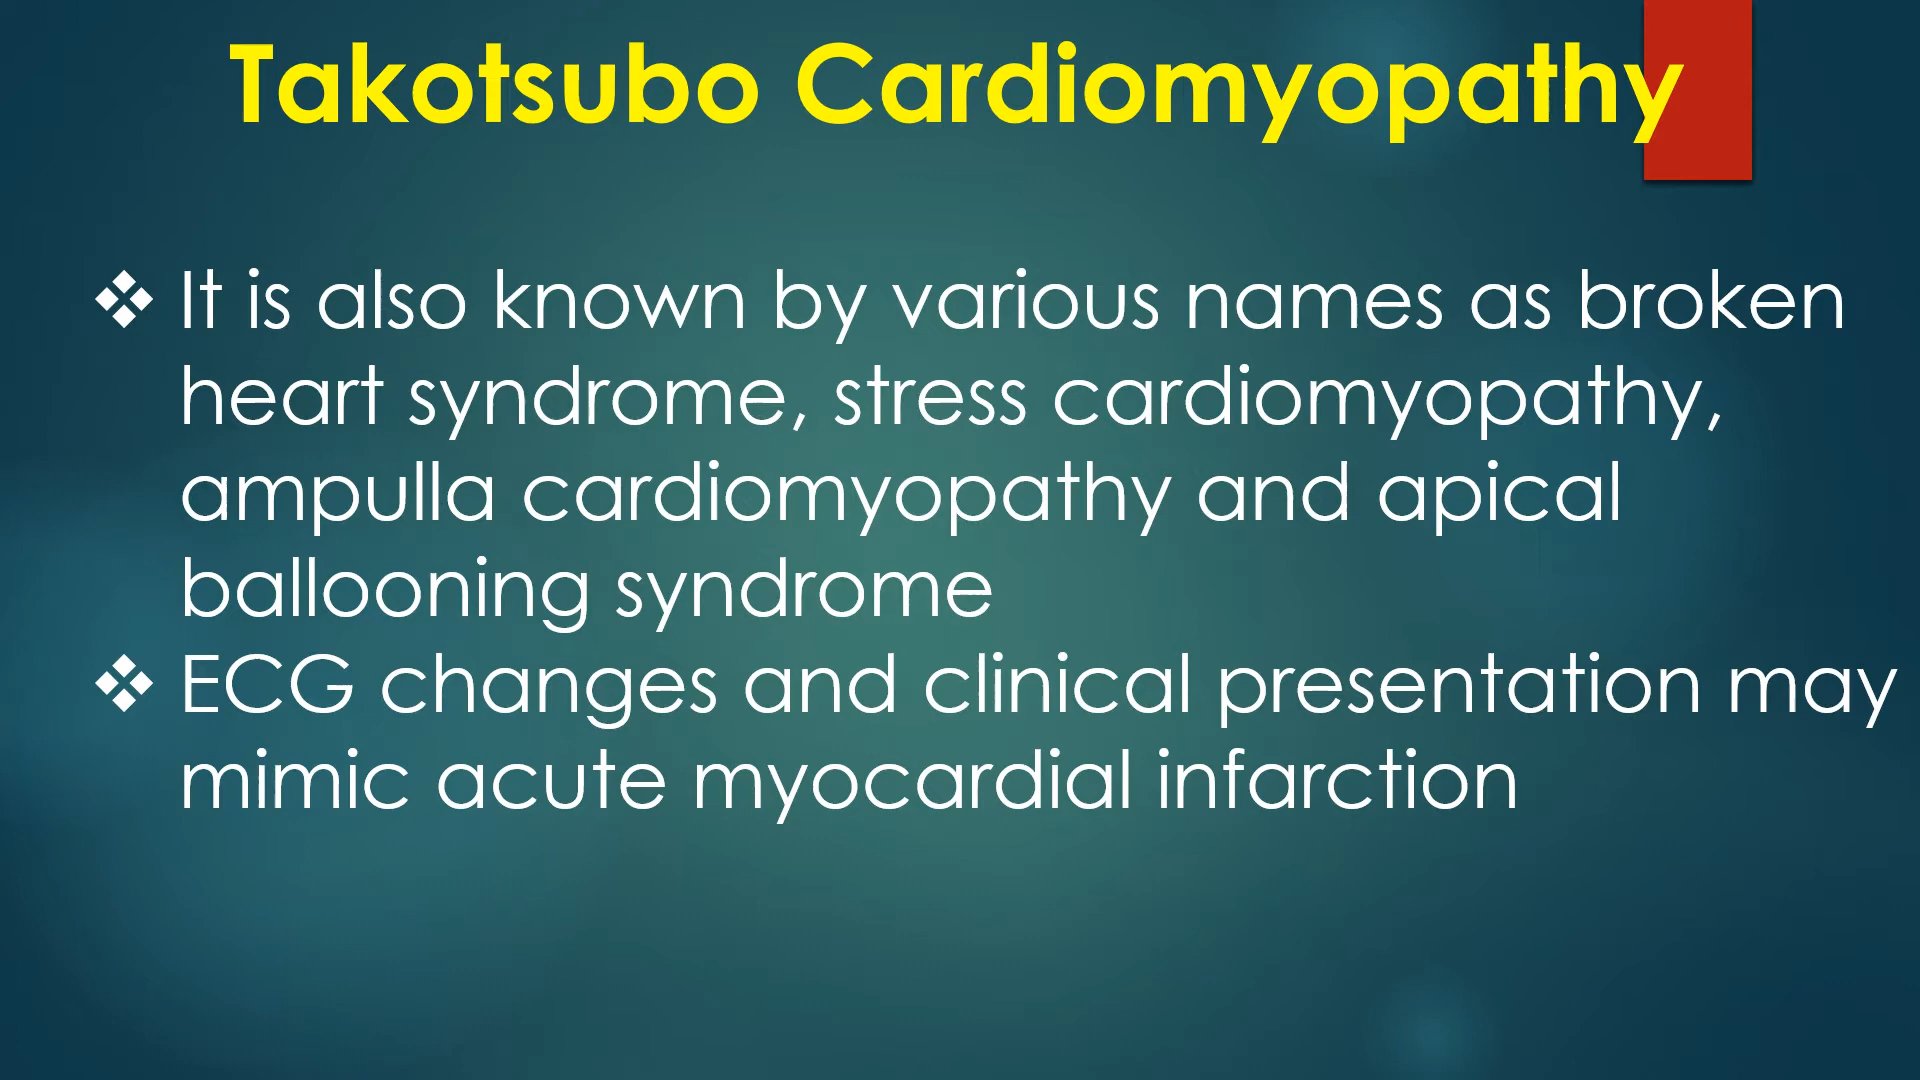 Takotsubo Cardiomyopathy
❖ It is also known by various names as broken
heart syndrome, stress cardiomyopathy,
ampulla cardiomyopathy and apical
ballooning syndrome
❖ ECG changes and clinical presentation may
mimic acute myocardial infarction